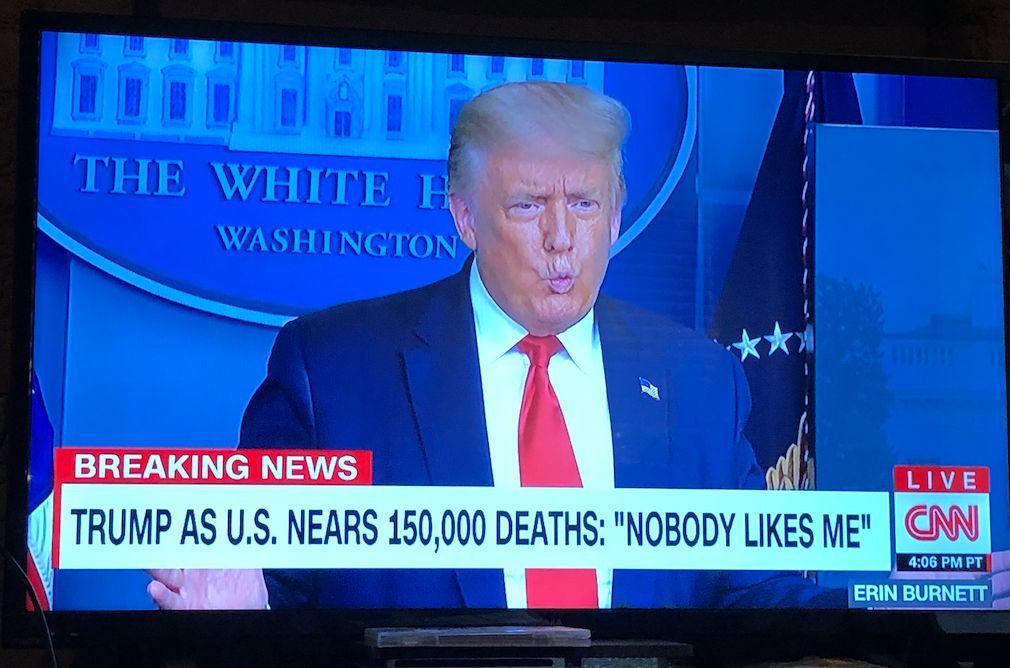 THE WHITE H
WASHINGTON
BREAKING NEWS
TRUMP AS U.S. NEARS 150,000 DEATHS: "NOBODY LIKES ME"
LIVE
CNN
4:06 PM PT
ERIN BURNETT